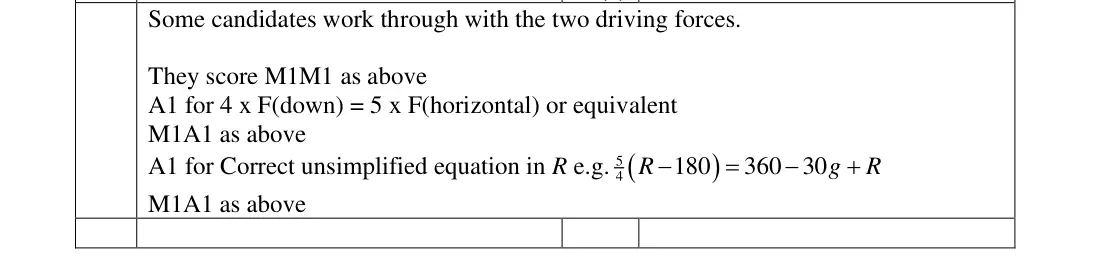 Some candidates work through with the two driving forces.
They score M1M1 as above
A1 for 4 x F(down) = 5 x F(horizontal) or equivalent
M1A1 as above
A1 for Correct unsimplified equation in R e.g. 5/4(R−180)=360−30g+R
M1A1 as above